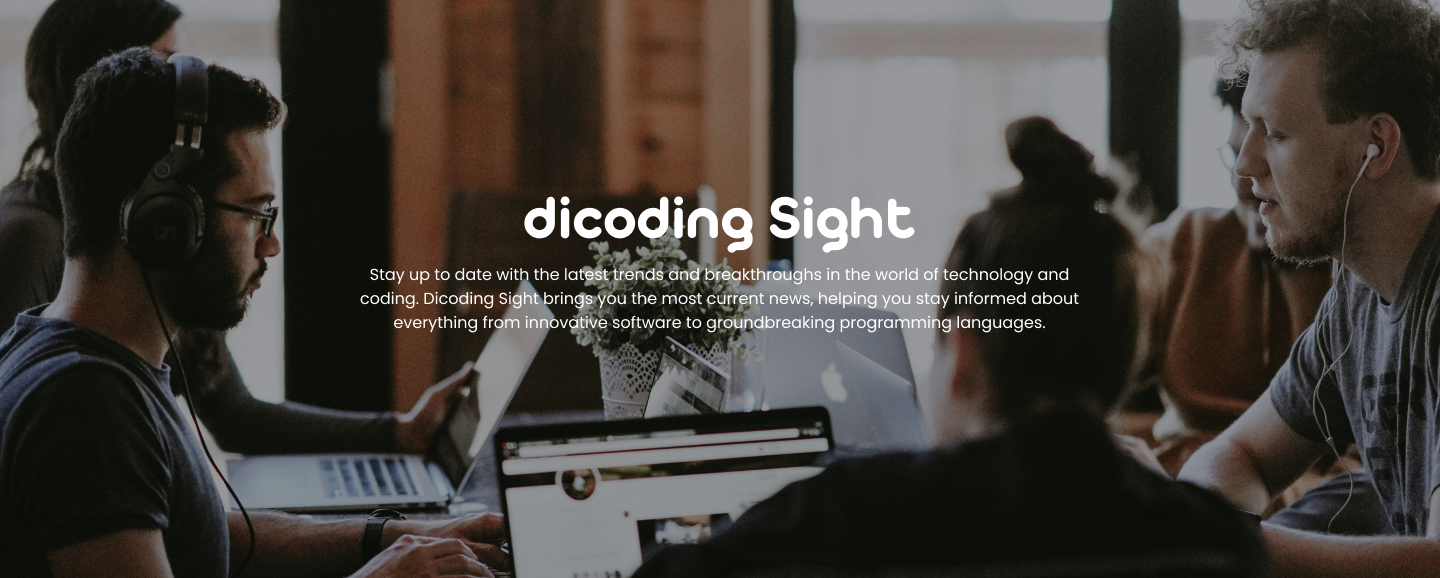 dicoding Sight
Stay up to date with the latest trends and breakthroughs in the world of technology and
coding. Dicoding Sight brings you the most current news, helping you stay informed about
everything from innovative software to groundbreaking programming languages.